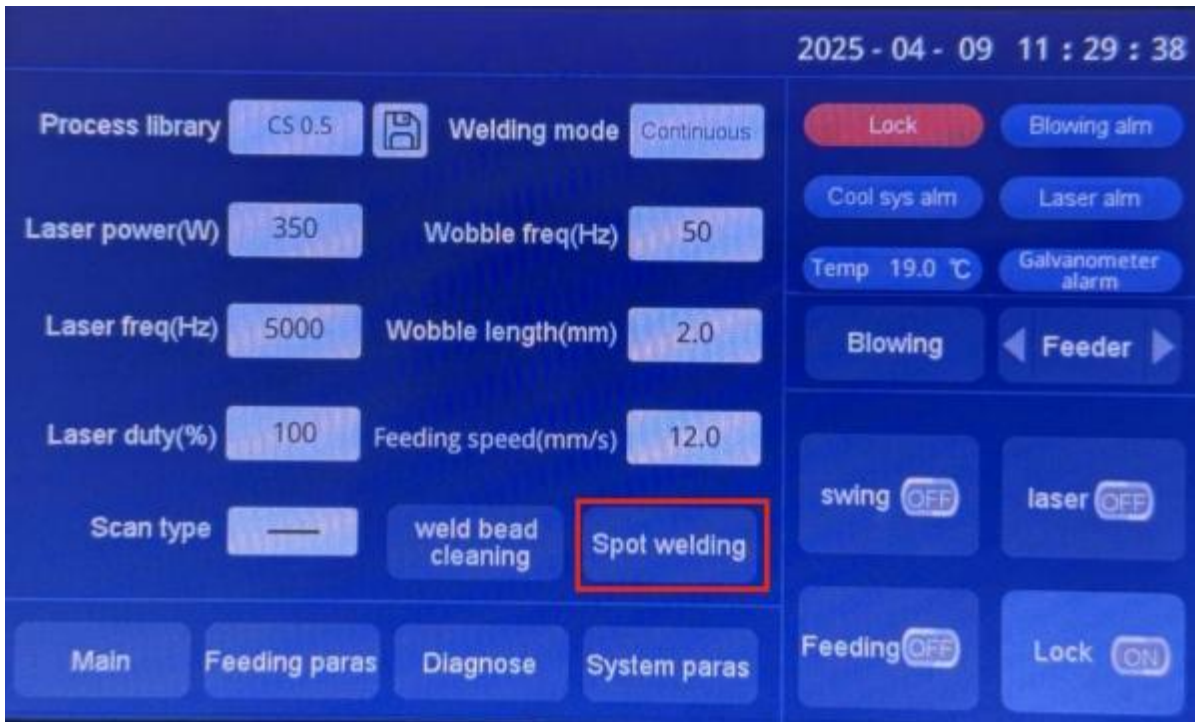 2025 - 04 - 09 11 : 29 : 38
Process library CS 0.5 Welding mode Continuous
Lock Blowing alm
Cool sys alm Laser alm
Laser power(W) 350 Wobble freq(Hz) 50
Temp 19.0 ℃ Galvanometer
alarm
Laser freq(Hz) 5000 Wobble length(mm) 2.0
Blowing Feeder
Laser duty(%) 100 Feeding speed(mm/s) 12.0
swing OFF laser OFF
Scan type weld bead
cleaning
Spot welding
Feeding OFF Lock ON
Main Feeding paras Diagnose System paras